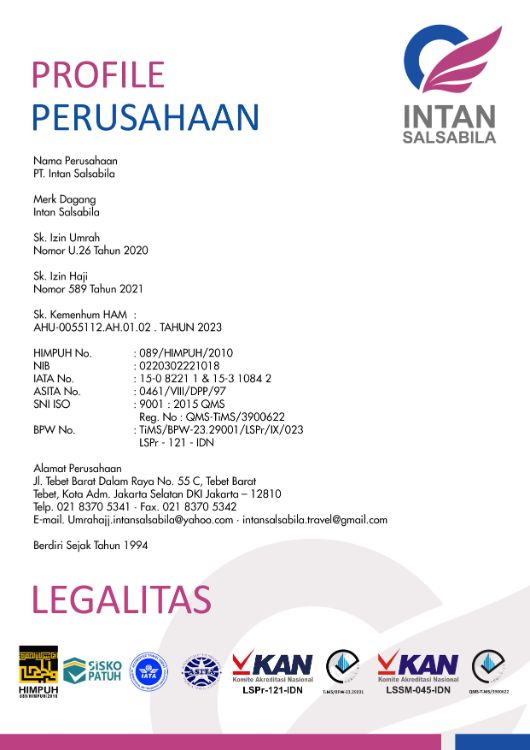 PROFILE
PERUSAHAAN
INTAN
SALSABILA
Nama Perusahaan
PT. Intan Salsabila
Merk Dagang
Intan Salsabila
Sk. Izin Umrah
Nomor U.26 Tahun 2020
Sk. Izin Haji
Nomor 589 Tahun 2021
Sk. Kemenhum HAM :
AHU-0055112.AH.01.02 . TAHUN 2023
HIMPUH No. : 089/HIMPUH/2010
NIB : 0220302221018
IATA No. : 15-0 8221 1 & 15-3 1084 2
ASITA No. : 0461/VIII/DPP/97
SNI ISO : 9001 : 2015 QMS
Reg. No : QMS-TiMS/3900622
BPW No. : TiMS/BPW-23.29001/LSPr/IX/023
LSPr - 121 - IDN
Alamat Perusahaan
Jl. Tebet Barat Dalam Raya No. 55 C, Tebet Barat
Tebet, Kota Adm. Jakarta Selatan DKI Jakarta – 12810
Telp. 021 8370 5341 - Fax. 021 8370 5342
E-mail. Umrahajj.intansalsabila@yahoo.com - intansalsabila.travel@gmail.com
Berdiri Sejak Tahun 1994
LEGALITAS
HIMPUH
089/HIMPUH/2010
SiSKO
PATUH
IATA
ASITA
KAN
Komite Akreditasi Nasional
LSPr-121-IDN
TiMS/BPW-23.29001
KAN
Komite Akreditasi Nasional
LSSM-045-IDN
QMS-TiMS/3900622